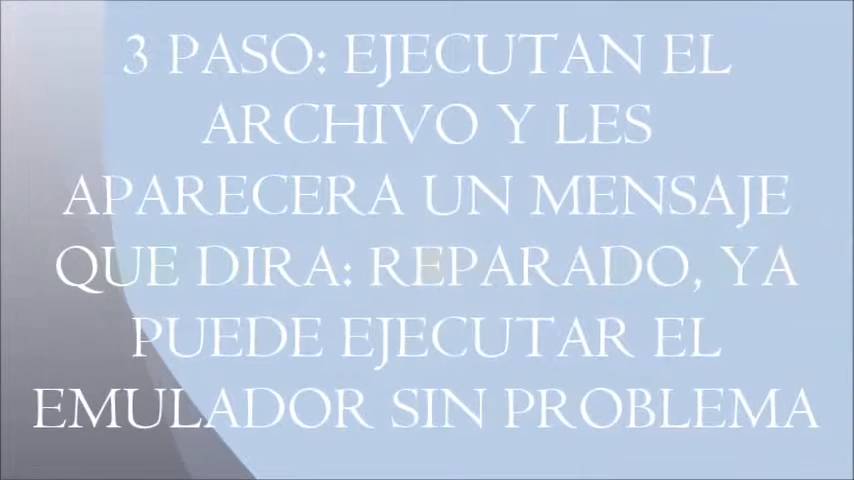 3 PASO: EJECUTAN EL
ARCHIVO Y LES
APARECERA UN MENSAJE
QUE DIRA: REPARADO, YA
PUEDE EJECUTAR EL
EMULADOR SIN PROBLEMA